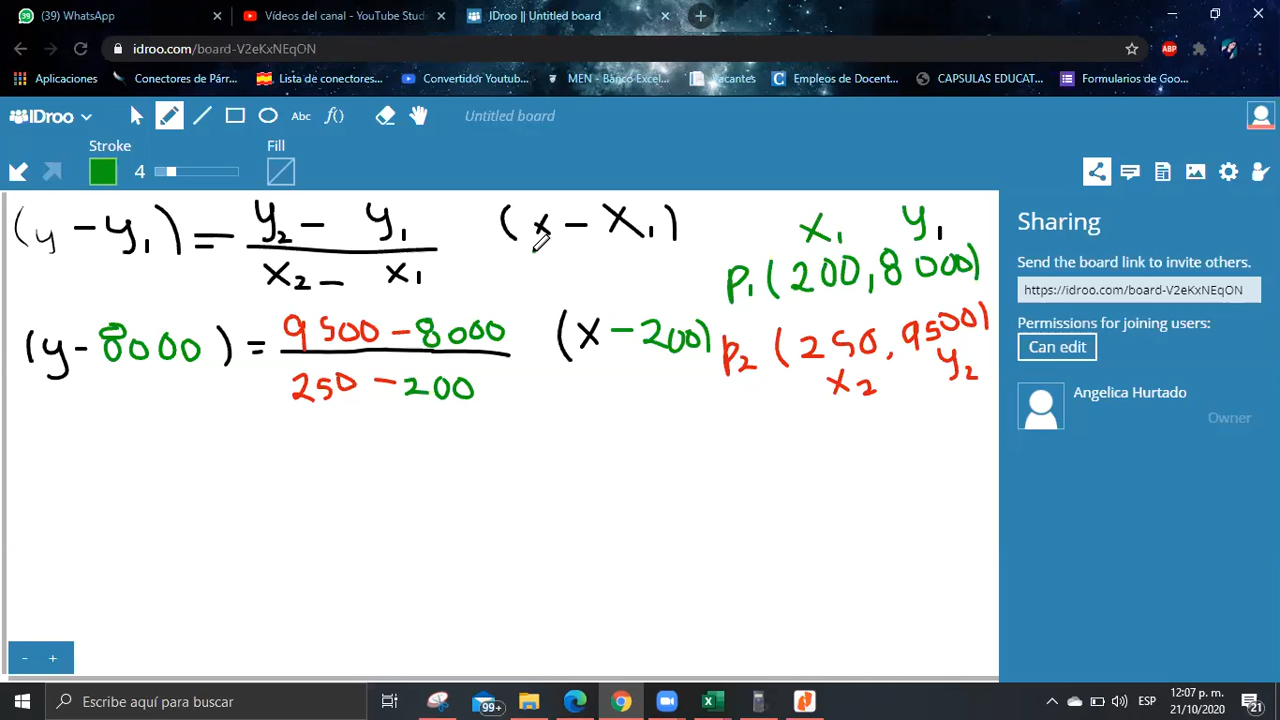 (39) WhatsApp
Vídeos del canal - YouTube Stud
IDroo || Untitled board
idroo.com/board-V2eKxNEqON
ABP
Aplicaciones
Conectores de Párr...
Lista de conectores...
Convertidor Youtub...
MEN - Banco Excel...
Vacantes
Empleos de Docent...
CAPSULAS EDUCAT...
Formularios de Goo...
IDroo
Abc
f()
Untitled board
Stroke
4
Fill
(y - y₁) = y₂ - y₁ / x₂ - x₁ (x - x₁)
x₁ y₁
P₁ (200, 8000)
(y - 8000) = 9500 - 8000 / 250 - 200 (x - 200)
P₂ (250, 9500)
x₂ y₂
Sharing
Send the board link to invite others.
https://idroo.com/board-V2eKxNEqON
Permissions for joining users:
Can edit
Angelica Hurtado
Owner
- +
Escribe aquí para buscar
99+
ESP
12:07 p. m.
21/10/2020
21